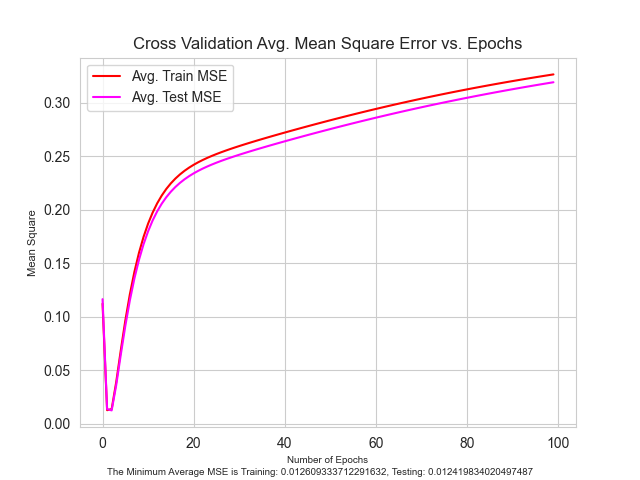 Cross Validation Avg. Mean Square Error vs. Epochs
Avg. Train MSE
Avg. Test MSE
0.30
0.25
0.20
0.15
0.10
0.05
0.00
Mean Square
0 20 40 60 80 100
Number of Epochs
The Minimum Average MSE is Training: 0.012609333712291632, Testing: 0.012419834020497487